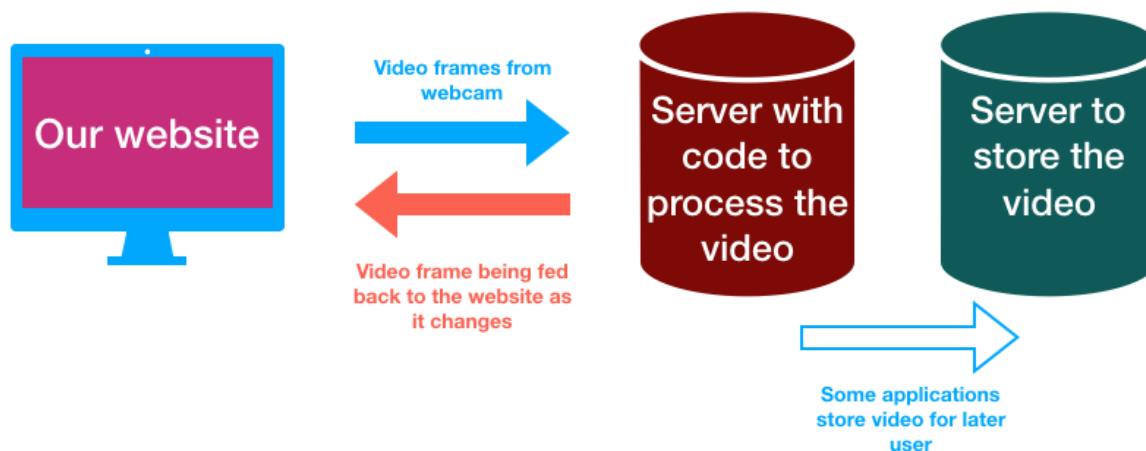 Our website
Video frames from
webcam
Video frame being fed
back to the website as
it changes
Server with
code to
process the
video
Server to
store the
video
Some applications
store video for later
user